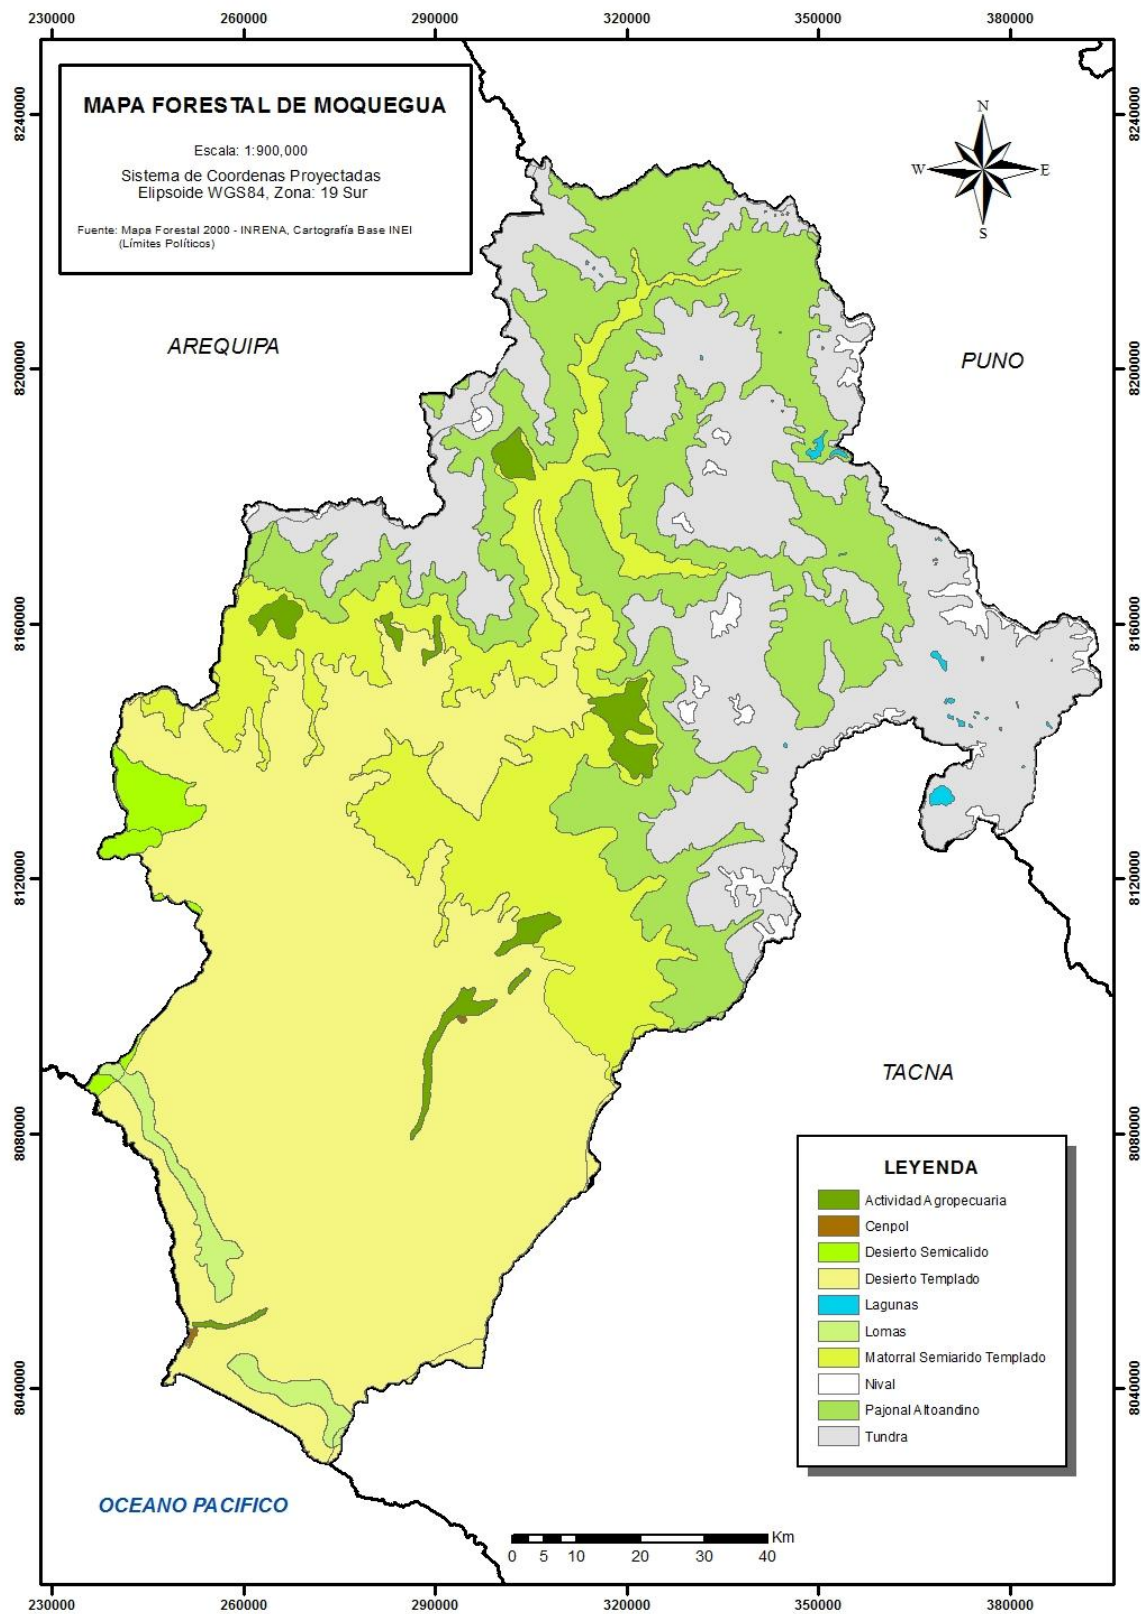 230000 260000 290000 320000 350000 380000
MAPA FORESTAL DE MOQUEGUA
Escala: 1:900,000
Sistema de Coordenas Proyectadas
Elipsoide WGS84, Zona: 19 Sur
Fuente: Mapa Forestal 2000 - INRENA, Cartografía Base INEI
(Límites Políticos)
N
W E
S
8240000 8240000
AREQUIPA
PUNO
8200000 8200000
8160000 8160000
8120000 8120000
TACNA
8080000 8080000
LEYENDA
Actividad Agropecuaria
Cenpol
Desierto Semicalido
Desierto Templado
Lagunas
Lomas
Matorral Semiarido Templado
Nival
Pajonal Altoandino
Tundra
8040000 8040000
OCEANO PACIFICO
Km
0 5 10 20 30 40
230000 260000 290000 320000 350000 380000